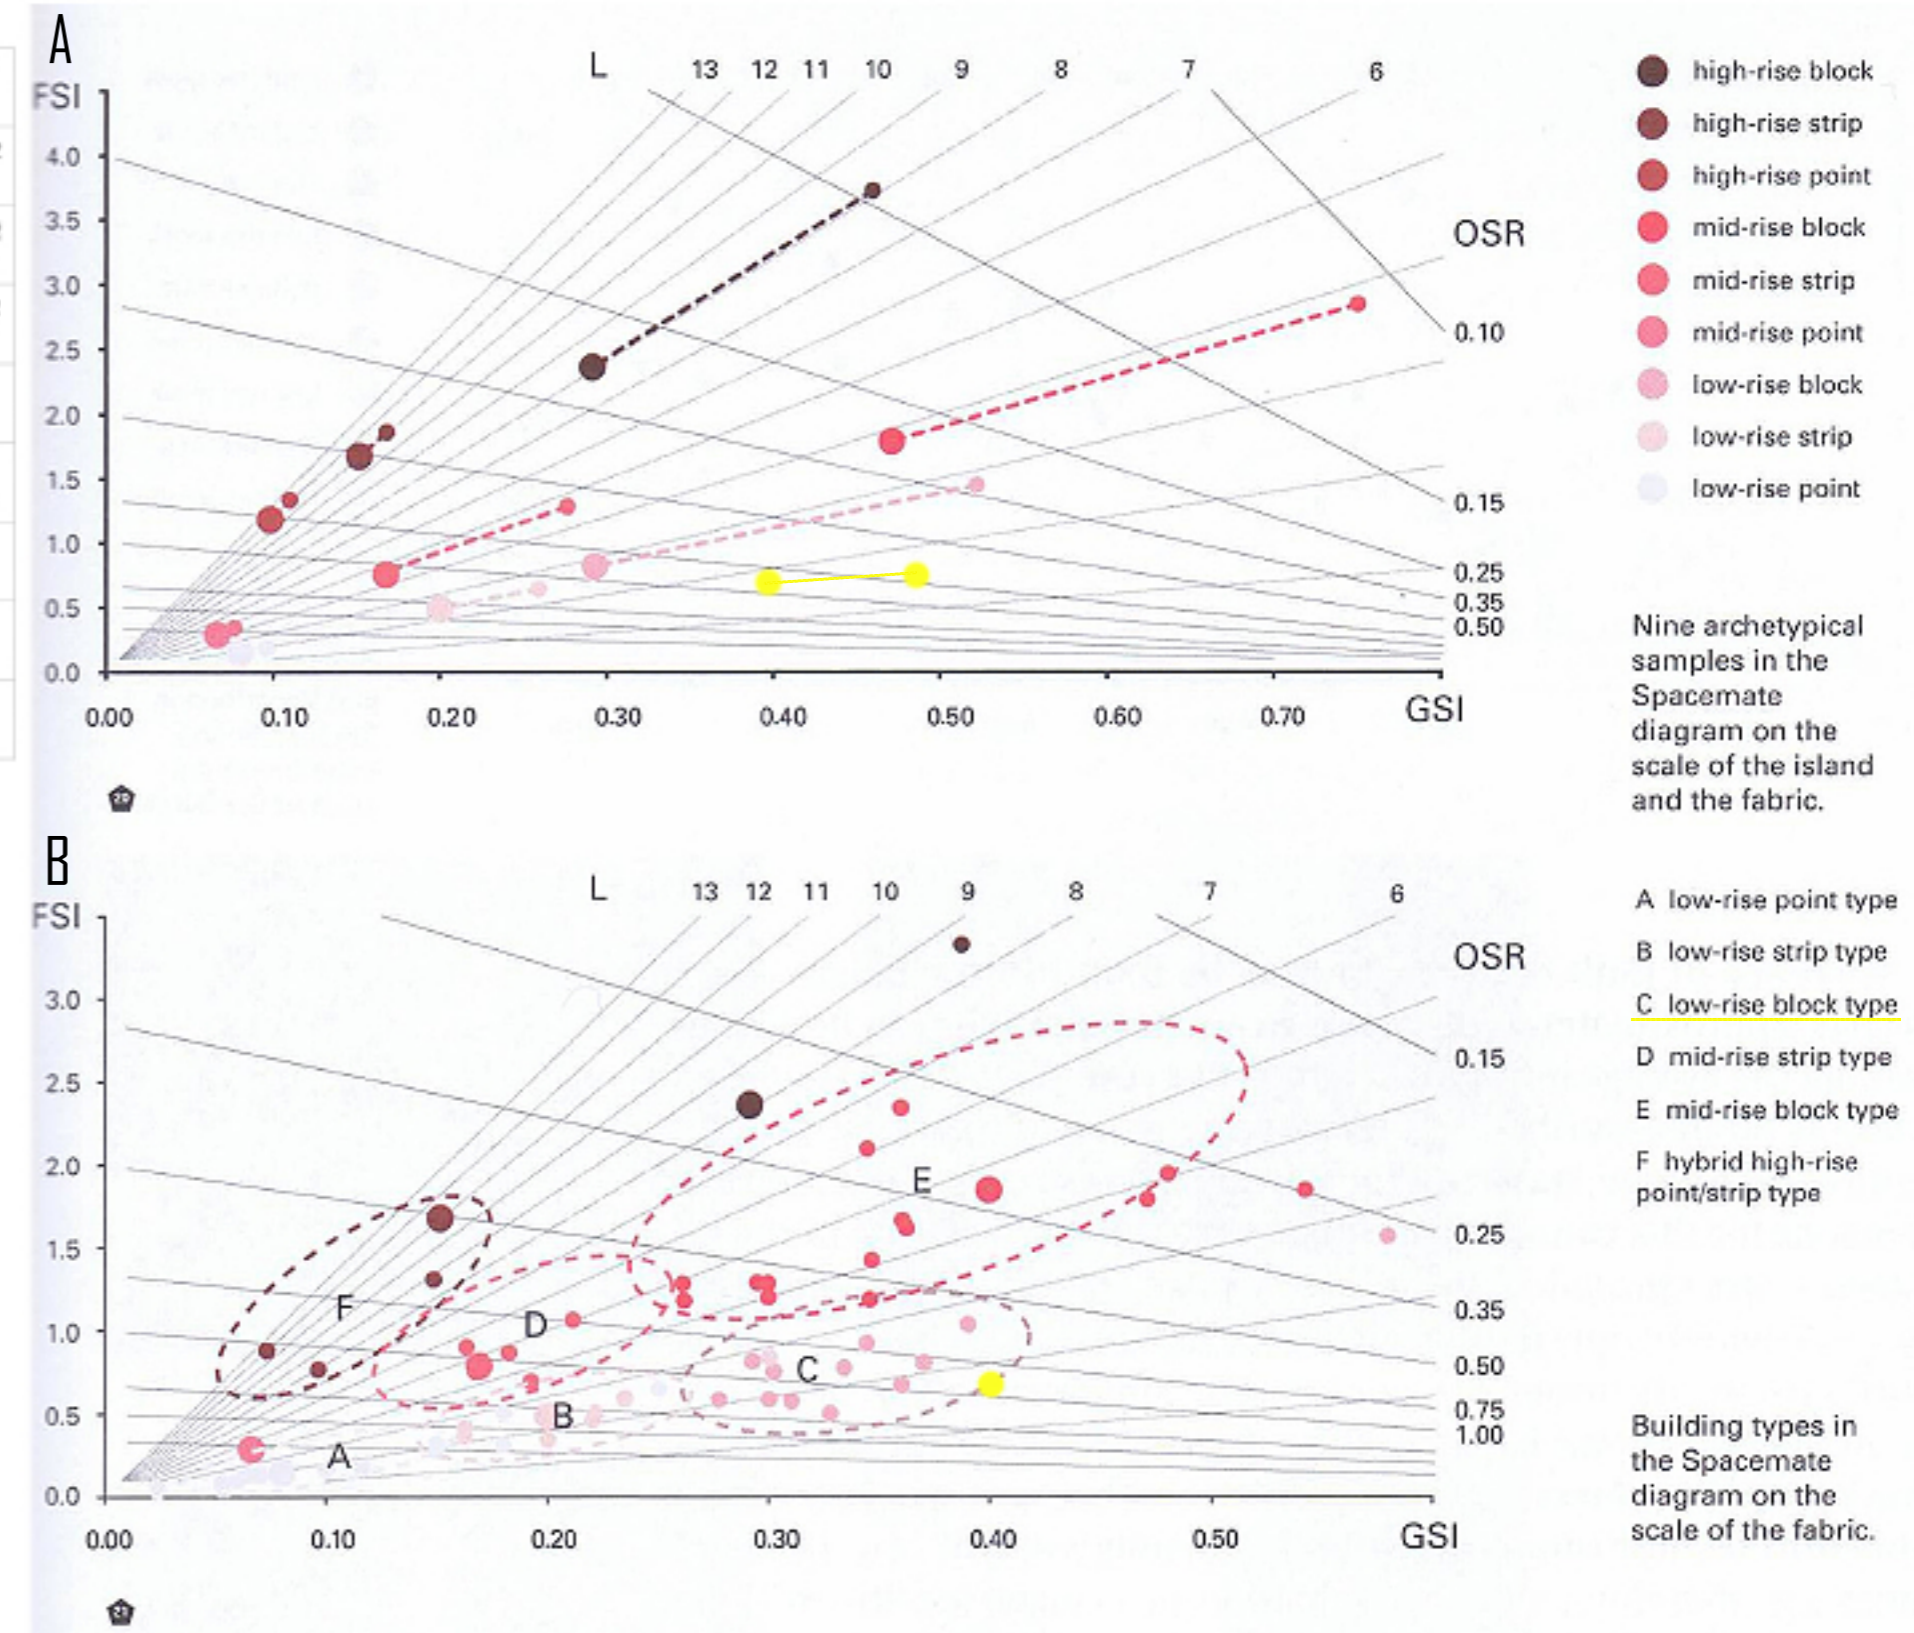 A
L 13 12 11 10 9 8 7 6
FSI
4.0
3.5
3.0
2.5
2.0
1.5
1.0
0.5
0.0
0.00 0.10 0.20 0.30 0.40 0.50 0.60 0.70 GSI
OSR
0.10
0.15
0.25
0.35
0.50
high-rise block
high-rise strip
high-rise point
mid-rise block
mid-rise strip
mid-rise point
low-rise block
low-rise strip
low-rise point
Nine archetypical
samples in the
Spacemate
diagram on the
scale of the island
and the fabric.
B
L 13 12 11 10 9 8 7 6
FSI
3.0
2.5
2.0
1.5
1.0
0.5
0.0
0.00 0.10 0.20 0.30 0.40 0.50 GSI
OSR
0.15
0.25
0.35
0.50
0.75
1.00
E
F
D
C
B
A
A low-rise point type
B low-rise strip type
C low-rise block type
D mid-rise strip type
E mid-rise block type
F hybrid high-rise
point/strip type
Building types in
the Spacemate
diagram on the
scale of the fabric.